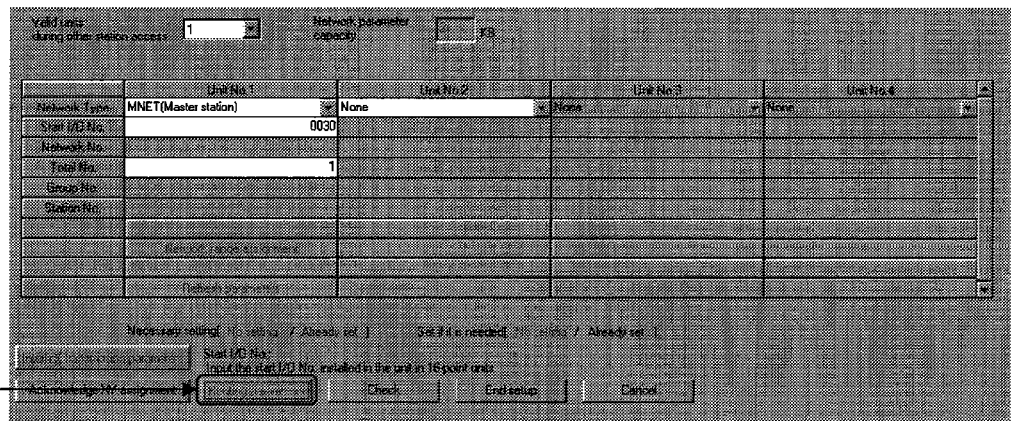 Valid unit
during other station access
1
Network parameter
capacity
KB
Unit No.1 Unit No.2 Unit No.3 Unit No.4
Network Type MNET(Master station) None None None
Start I/O No. 0030
Network No.
Total No. 1
Group No.
Station No.
Refresh parameters
Necessary setting( No setting / Already set ) Set if it is needed( No setting / Already set )
Start I/O No.:
Input the start I/O No. installed in the unit in 16-point units
Acknowledge XY assignment Check End setup Cancel